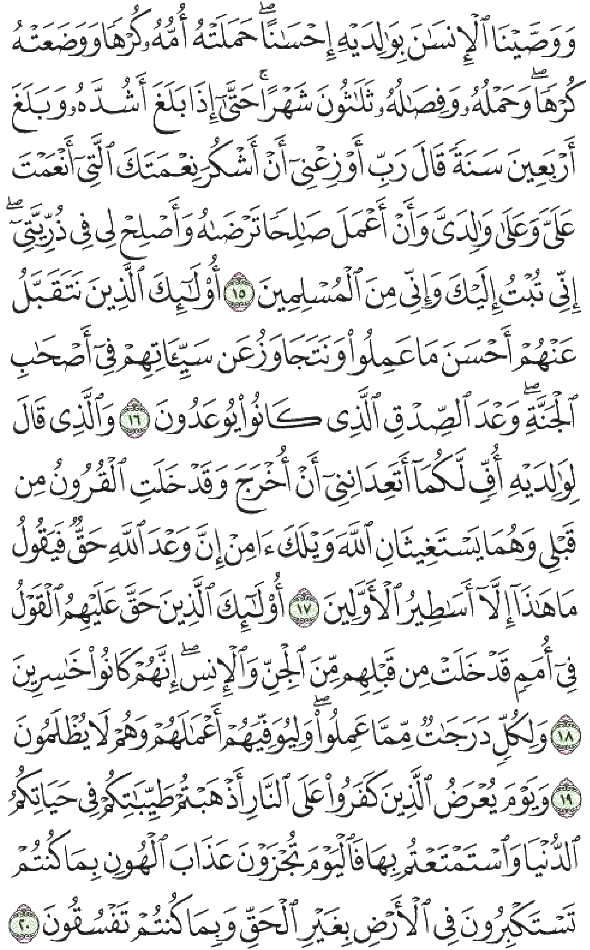 وَوَصَّيْنَا ٱلْإِنسَٰنَ بِوَٰلِدَيْهِ إِحْسَٰنًاۖ حَمَلَتْهُ أُمُّهُۥ كُرْهًا وَوَضَعَتْهُ
كُرْهًاۖ وَحَمْلُهُۥ وَفِصَٰلُهُۥ ثَلَٰثُونَ شَهْرًاۚ حَتَّىٰٓ إِذَا بَلَغَ أَشُدَّهُۥ وَبَلَغَ
أَرْبَعِينَ سَنَةً قَالَ رَبِّ أَوْزِعْنِىٓ أَنْ أَشْكُرَ نِعْمَتَكَ ٱلَّتِىٓ أَنْعَمْتَ
عَلَىَّ وَعَلَىٰ وَٰلِدَىَّ وَأَنْ أَعْمَلَ صَٰلِحًا تَرْضَىٰهُ وَأَصْلِحْ لِى فِى ذُرِّيَّتِىٓۖ
إِنِّى تُبْتُ إِلَيْكَ وَإِنِّى مِنَ ٱلْمُسْلِمِينَ ١٥ أُو۟لَٰٓئِكَ ٱلَّذِينَ نَتَقَبَّلُ
عَنْهُمْ أَحْسَنَ مَا عَمِلُوا۟ وَنَتَجَاوَزُ عَن سَيِّـَٔاتِهِمْ فِىٓ أَصْحَٰبِ
ٱلْجَنَّةِۖ وَعْدَ ٱلصِّدْقِ ٱلَّذِى كَانُوا۟ يُوعَدُونَ ١٦ وَٱلَّذِى قَالَ
لِوَٰلِدَيْهِ أُفٍّ لَّكُمَآ أَتَعِدَانِنِىٓ أَنْ أُخْرَجَ وَقَدْ خَلَتِ ٱلْقُرُونُ مِن
قَبْلِى وَهُمَا يَسْتَغِيثَانِ ٱللَّهَ وَيْلَكَ ءَامِنْ إِنَّ وَعْدَ ٱللَّهِ حَقٌّ فَيَقُولُ
مَا هَٰذَآ إِلَّآ أَسَٰطِيرُ ٱلْأَوَّلِينَ ١٧ أُو۟لَٰٓئِكَ ٱلَّذِينَ حَقَّ عَلَيْهِمُ ٱلْقَوْلُ
فِىٓ أُمَمٍ قَدْ خَلَتْ مِن قَبْلِهِم مِّنَ ٱلْجِنِّ وَٱلْإِنسِۖ إِنَّهُمْ كَانُوا۟ خَٰسِرِينَ
١٨ وَلِكُلٍّ دَرَجَٰتٌ مِّمَّا عَمِلُوا۟ۖ وَلِيُوَفِّيَهُمْ أَعْمَٰلَهُمْ وَهُمْ لَا يُظْلَمُونَ
١٩ وَيَوْمَ يُعْرَضُ ٱلَّذِينَ كَفَرُوا۟ عَلَى ٱلنَّارِ أَذْهَبْتُمْ طَيِّبَٰتِكُمْ فِى حَيَاتِكُمُ
ٱلدُّنْيَا وَٱسْتَمْتَعْتُم بِهَا فَٱلْيَوْمَ تُجْزَوْنَ عَذَابَ ٱلْهُونِ بِمَا كُنتُمْ
تَسْتَكْبِرُونَ فِى ٱلْأَرْضِ بِغَيْرِ ٱلْحَقِّ وَبِمَا كُنتُمْ تَفْسُقُونَ ٢٠